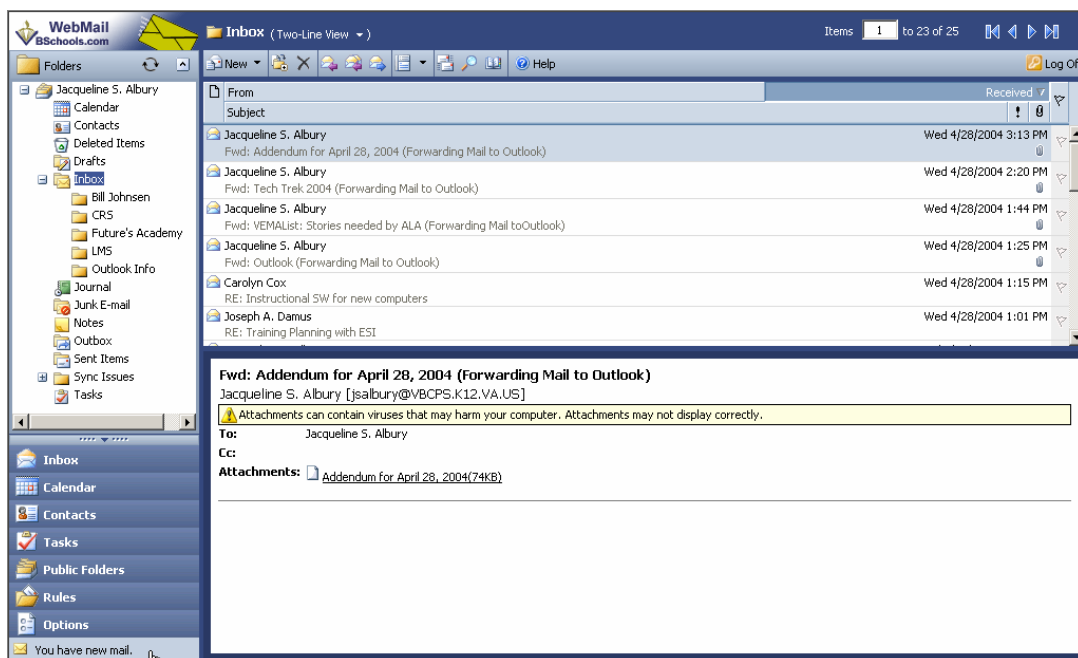 WebMail
BSchools.com
Inbox (Two-Line View)
Items 1 to 23 of 25
Folders
New
Help
Log Of
Jacqueline S. Albury
Calendar
Contacts
Deleted Items
Drafts
Inbox
Bill Johnsen
CRS
Future's Academy
LMS
Outlook Info
Journal
Junk E-mail
Notes
Outbox
Sent Items
Sync Issues
Tasks
Inbox
Calendar
Contacts
Tasks
Public Folders
Rules
Options
You have new mail.
From Received
Subject
Jacqueline S. Albury Wed 4/28/2004 3:13 PM
Fwd: Addendum for April 28, 2004 (Forwarding Mail to Outlook)
Jacqueline S. Albury Wed 4/28/2004 2:20 PM
Fwd: Tech Trek 2004 (Forwarding Mail to Outlook)
Jacqueline S. Albury Wed 4/28/2004 1:44 PM
Fwd: VEMAList: Stories needed by ALA (Forwarding Mail toOutlook)
Jacqueline S. Albury Wed 4/28/2004 1:25 PM
Fwd: Outlook (Forwarding Mail to Outlook)
Carolyn Cox Wed 4/28/2004 1:15 PM
RE: Instructional SW for new computers
Joseph A. Damus Wed 4/28/2004 1:01 PM
RE: Training Planning with ESI
Fwd: Addendum for April 28, 2004 (Forwarding Mail to Outlook)
Jacqueline S. Albury [jsalbury@VBCPS.K12.VA.US]
Attachments can contain viruses that may harm your computer. Attachments may not display correctly.
To: Jacqueline S. Albury
Cc:
Attachments: Addendum for April 28, 2004(74KB)